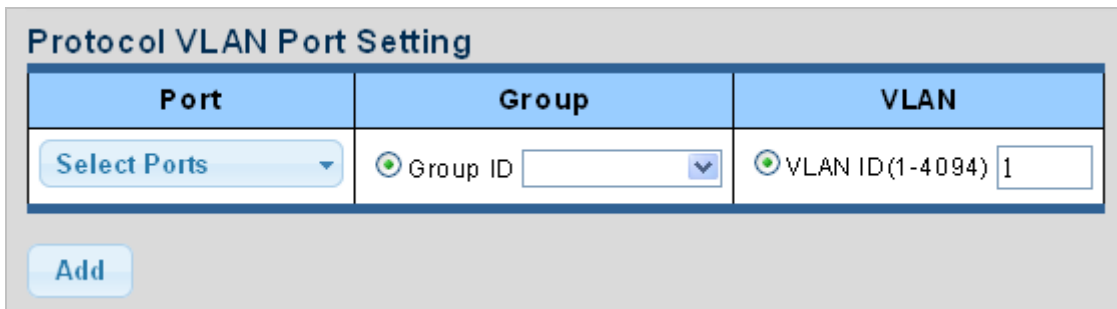 Protocol VLAN Port Setting
Port Group VLAN
Select Ports Group ID VLAN ID(1-4094) 1
Add